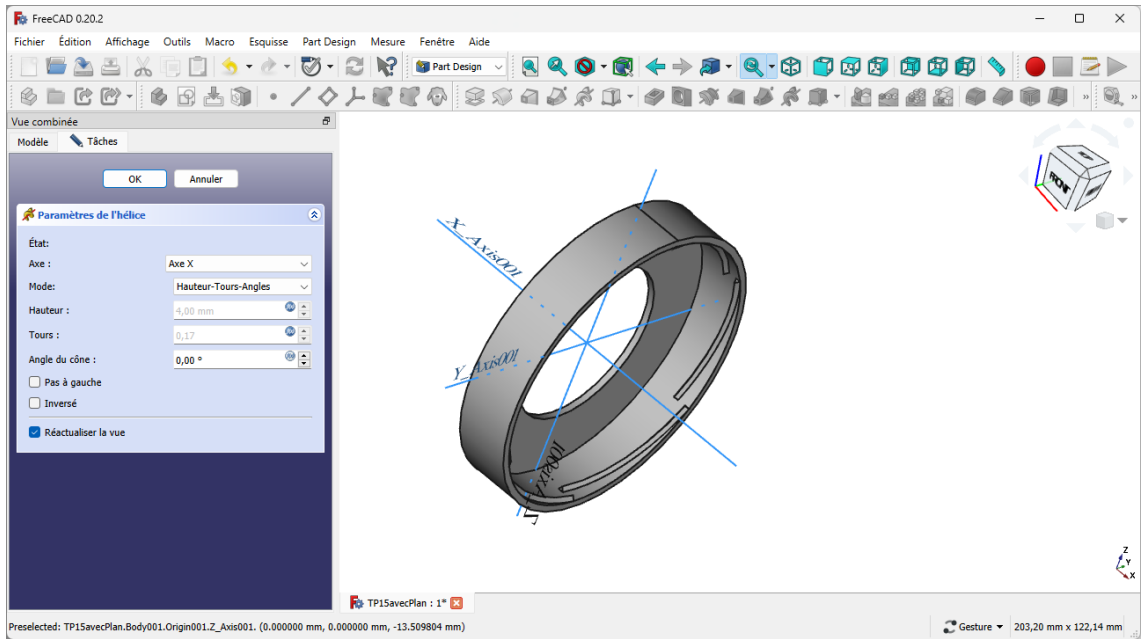 FreeCAD 0.20.2
Fichier Édition Affichage Outils Macro Esquisse Part Design Mesure Fenêtre Aide
Part Design
Vue combinée
Modèle Tâches
OK Annuler
Paramètres de l'hélice
État:
Axe : Axe X
Mode: Hauteur-Tours-Angles
Hauteur : 4,00 mm
Tours : 0,17
Angle du cône : 0,00 °
Pas à gauche
Inversé
Réactualiser la vue
X_Axis001
Y_Axis001
Z_Axis001
TOP
FRONT
RIGHT
Z
Y
X
TP15avecPlan : 1*
Preselected: TP15avecPlan.Body001.Origin001.Z_Axis001. (0.000000 mm, 0.000000 mm, -13.509804 mm)
Gesture 203,20 mm x 122,14 mm